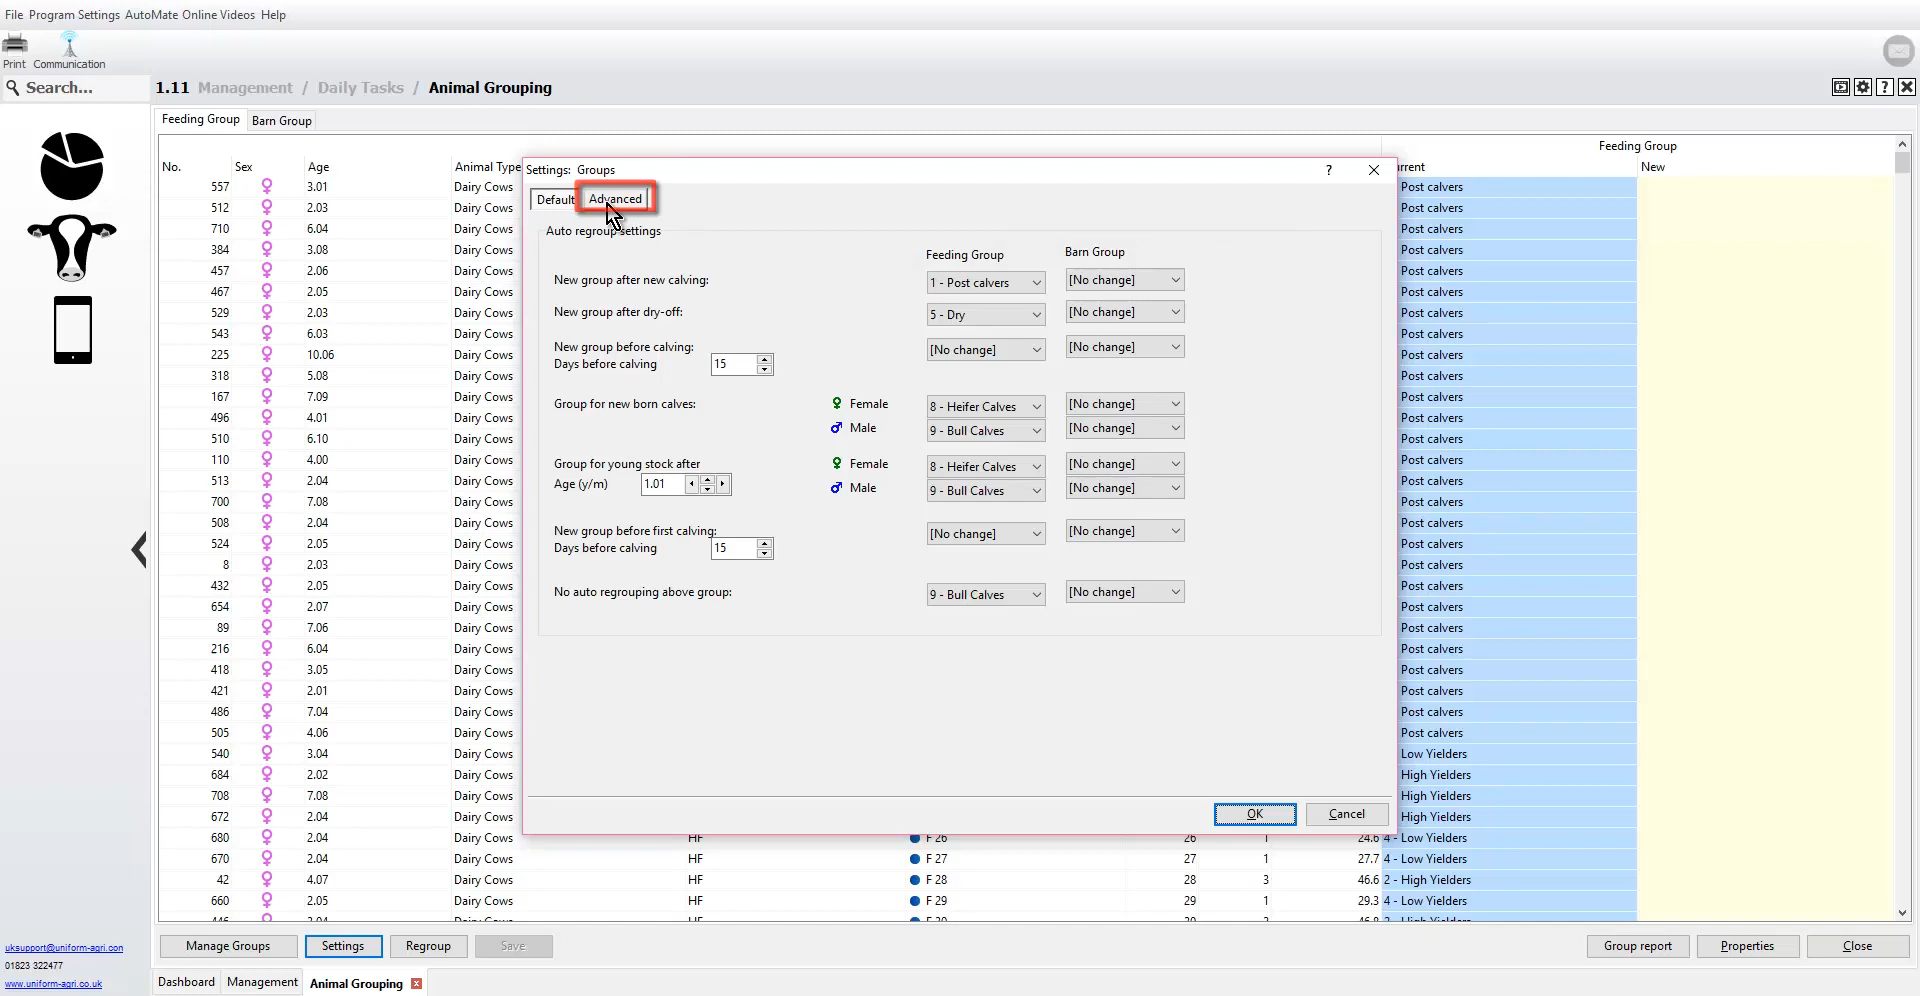 File Program Settings AutoMate Online Videos Help
Print Communication
Search...
1.11 Management / Daily Tasks / Animal Grouping
Feeding Group Barn Group
Feeding Group
No. Sex Age Animal Type rrent New
557 3.01 Dairy Cows Post calvers
512 2.03 Dairy Cows Post calvers
710 6.04 Dairy Cows Post calvers
384 3.08 Dairy Cows Post calvers
457 2.06 Dairy Cows Post calvers
467 2.05 Dairy Cows Post calvers
529 2.03 Dairy Cows Post calvers
543 6.03 Dairy Cows Post calvers
225 10.06 Dairy Cows Post calvers
318 5.08 Dairy Cows Post calvers
167 7.09 Dairy Cows Post calvers
496 4.01 Dairy Cows Post calvers
510 6.10 Dairy Cows Post calvers
110 4.00 Dairy Cows Post calvers
513 2.04 Dairy Cows Post calvers
700 7.08 Dairy Cows Post calvers
508 2.04 Dairy Cows Post calvers
524 2.05 Dairy Cows Post calvers
8 2.03 Dairy Cows Post calvers
432 2.05 Dairy Cows Post calvers
654 2.07 Dairy Cows Post calvers
89 7.06 Dairy Cows Post calvers
216 6.04 Dairy Cows Post calvers
418 3.05 Dairy Cows Post calvers
421 2.01 Dairy Cows Post calvers
486 7.04 Dairy Cows Post calvers
505 4.06 Dairy Cows Post calvers
540 3.04 Dairy Cows Low Yielders
684 2.02 Dairy Cows High Yielders
708 7.08 Dairy Cows High Yielders
672 2.04 Dairy Cows High Yielders
680 2.04 Dairy Cows HF F 26 26 1 24.6 4 - Low Yielders
670 2.04 Dairy Cows HF F 27 27 1 27.7 4 - Low Yielders
42 4.07 Dairy Cows HF F 28 28 3 46.6 2 - High Yielders
660 2.05 Dairy Cows HF F 29 29 1 29.3 4 - Low Yielders
Settings: Groups ?
Default Advanced
Auto regroup settings
Feeding Group Barn Group
New group after new calving: 1 - Post calvers [No change]
New group after dry-off: 5 - Dry [No change]
New group before calving: [No change] [No change]
Days before calving 15
Group for new born calves: Female 8 - Heifer Calves [No change]
Male 9 - Bull Calves [No change]
Group for young stock after Female 8 - Heifer Calves [No change]
Age (y/m) 1.01 Male 9 - Bull Calves [No change]
New group before first calving: [No change] [No change]
Days before calving 15
No auto regrouping above group: 9 - Bull Calves [No change]
OK Cancel
Manage Groups Settings Regroup Save Group report Properties Close
uksupport@uniform-agri.con
01823 322477
www.uniform-agri.co.uk
Dashboard Management Animal Grouping